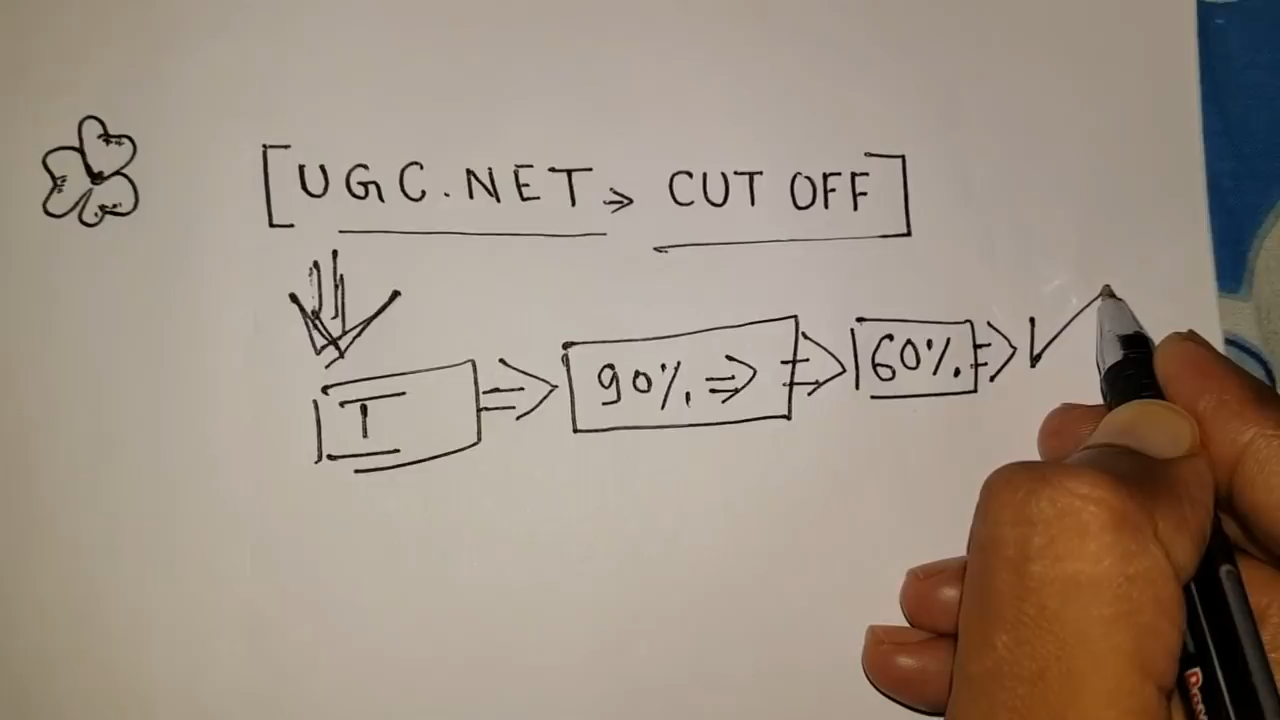 [UGC.NET → CUT OFF]
I ⇒ 90% ⇒ ⇒ 60% ⇒ ✓